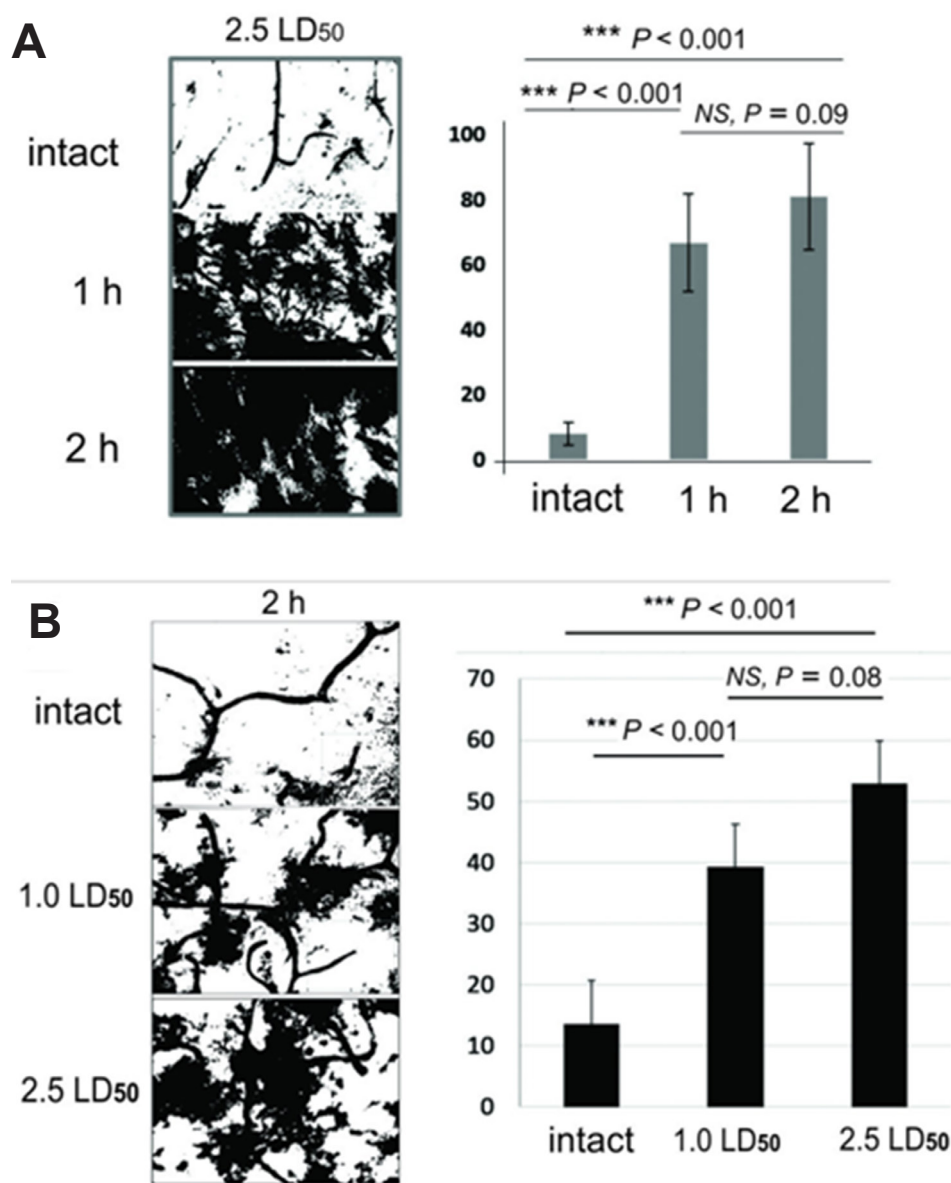 A
2.5 LD50
intact
1 h
2 h
*** P < 0.001
*** P < 0.001
NS, P = 0.09
100
80
60
40
20
0
intact 1 h 2 h
B
2 h
intact
1.0 LD50
2.5 LD50
*** P < 0.001
NS, P = 0.08
*** P < 0.001
70
60
50
40
30
20
10
0
intact 1.0 LD50 2.5 LD50